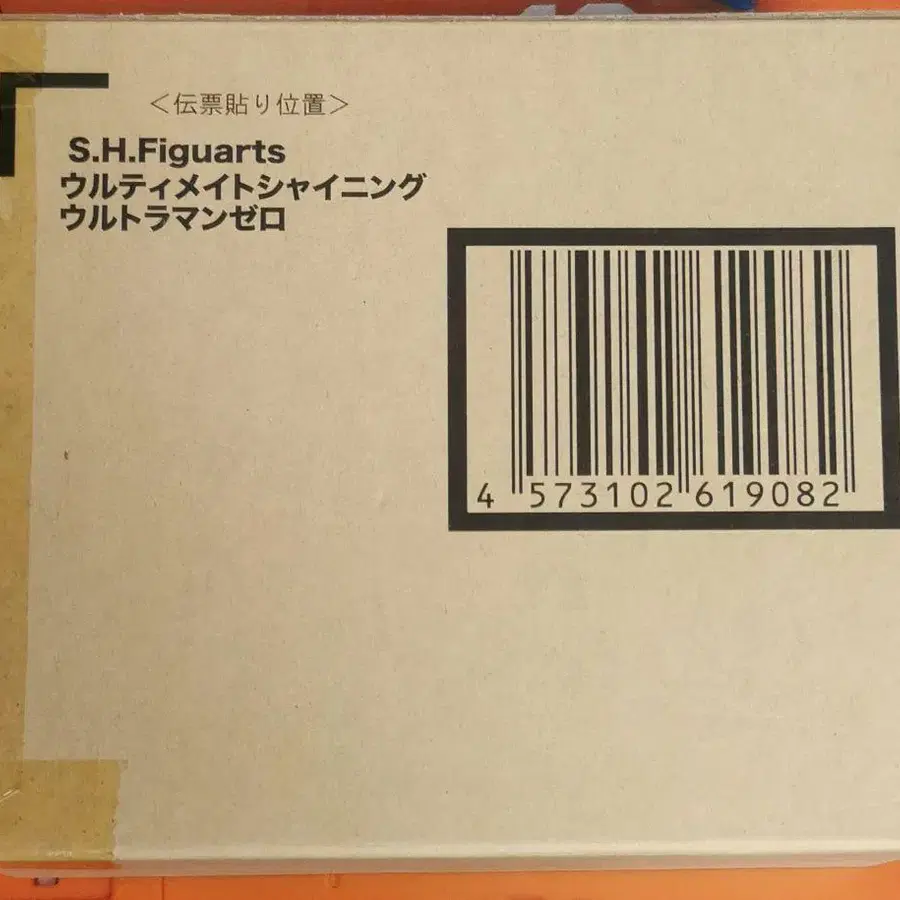 ＜伝票貼り位置＞
S.H.Figuarts
ウルティメイトシャイニング
ウルトラマンゼロ
4 573102 619082